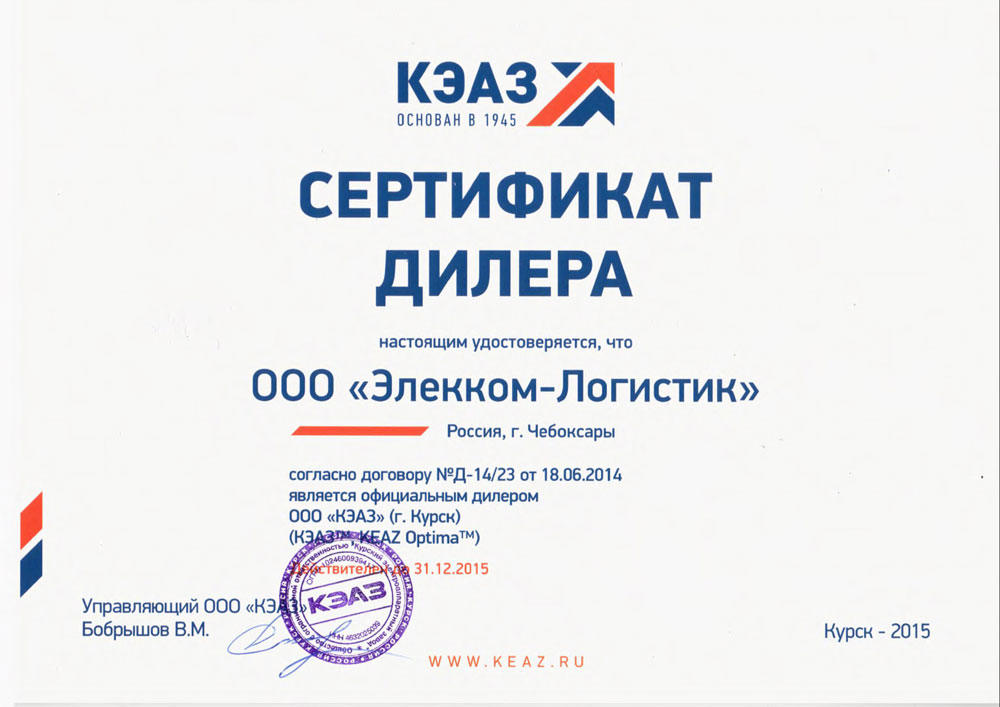 КЭАЗ
ОСНОВАН В 1945
СЕРТИФИКАТ
ДИЛЕРА
настоящим удостоверяется, что
ООО «Элекком-Логистик»
Россия, г. Чебоксары
согласно договору №Д-14/23 от 18.06.2014
является официальным дилером
ООО «КЭАЗ» (г. Курск)
(КЭАЗ™, KEAZ Optima™)
Действителен до 31.12.2015
Управляющий ООО «КЭАЗ»
Бобрышов В.М.
Курск - 2015
КЭАЗ
ИНН 4632025039
WWW.KEAZ.RU